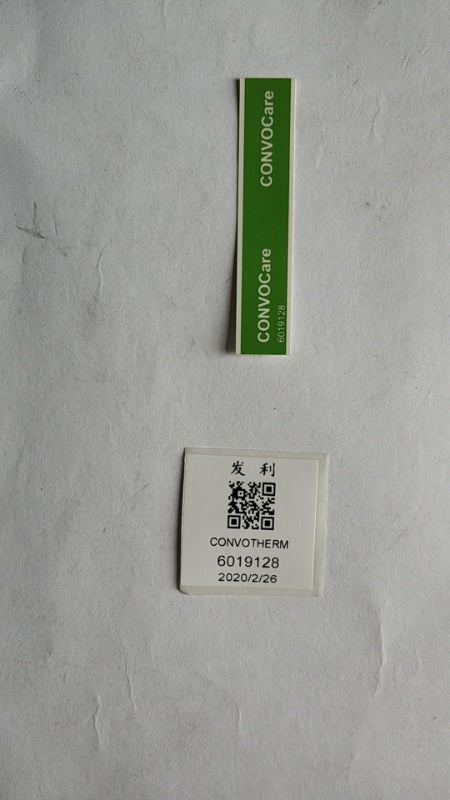 CONVOCare
CONVOCare
6019128
发利
CONVOTHERM
6019128
2020/2/26